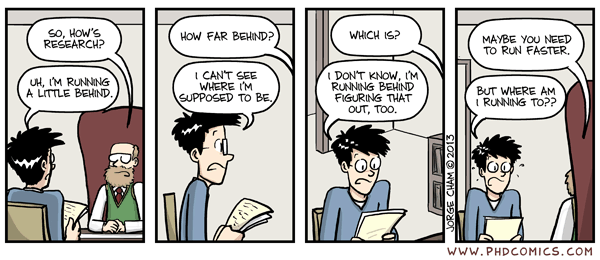 SO, HOW'S
RESEARCH?
UH, I'M RUNNING
A LITTLE BEHIND.
HOW FAR BEHIND?
I CAN'T SEE
WHERE I'M
SUPPOSED TO BE.
WHICH IS?
I DON'T KNOW, I'M
RUNNING BEHIND
FIGURING THAT
OUT, TOO.
JORGE CHAM © 2013
MAYBE YOU NEED
TO RUN FASTER.
BUT WHERE AM
I RUNNING TO??
WWW.PHDCOMICS.COM